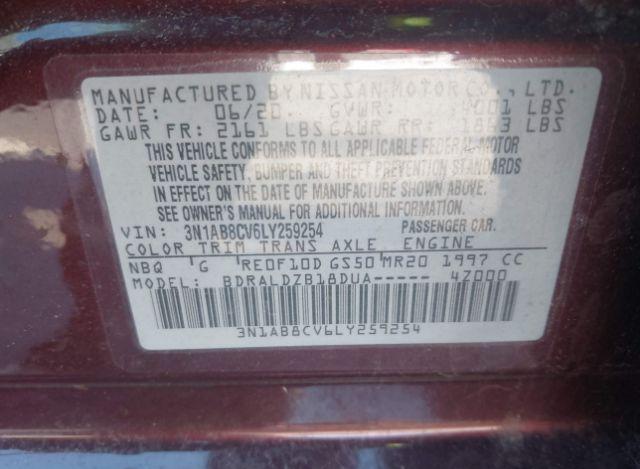 MANUFACTURED BY NISSAN MOTOR CO., LTD.
DATE: 06/20 GVWR: 4001 LBS
GAWR FR: 2161 LBS GAWR RR: 1863 LBS
THIS VEHICLE CONFORMS TO ALL APPLICABLE FEDERAL MOTOR
VEHICLE SAFETY, BUMPER AND THEFT PREVENTION STANDARDS
IN EFFECT ON THE DATE OF MANUFACTURE SHOWN ABOVE.
SEE OWNER'S MANUAL FOR ADDITIONAL INFORMATION.
VIN: 3N1AB8CV6LY259254 PASSENGER CAR.
COLOR TRIM TRANS AXLE ENGINE
NBQ G RE0F10D GS50 MR20 1997 CC
MODEL: BDRALDZB18DUA----- 4Z000
3N1AB8CV6LY259254